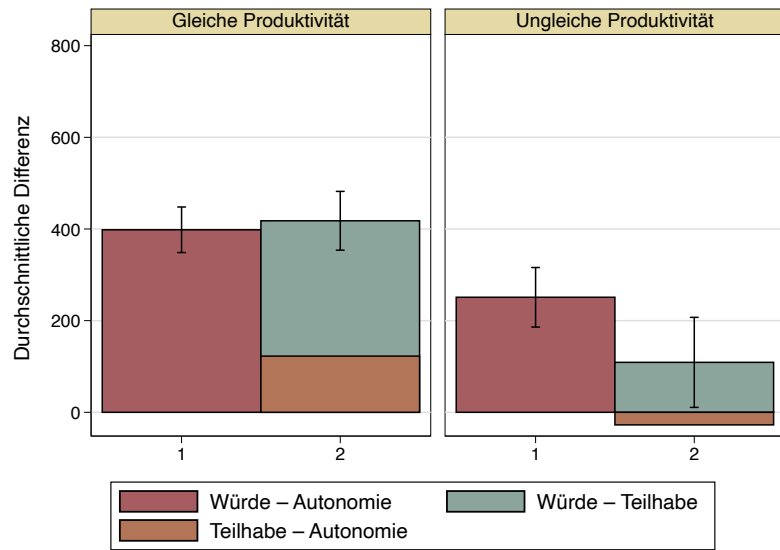 Gleiche Produktivität
Ungleiche Produktivität
Durchschnittliche Differenz
800
600
400
200
0
1
2
1
2
Würde – Autonomie
Würde – Teilhabe
Teilhabe – Autonomie